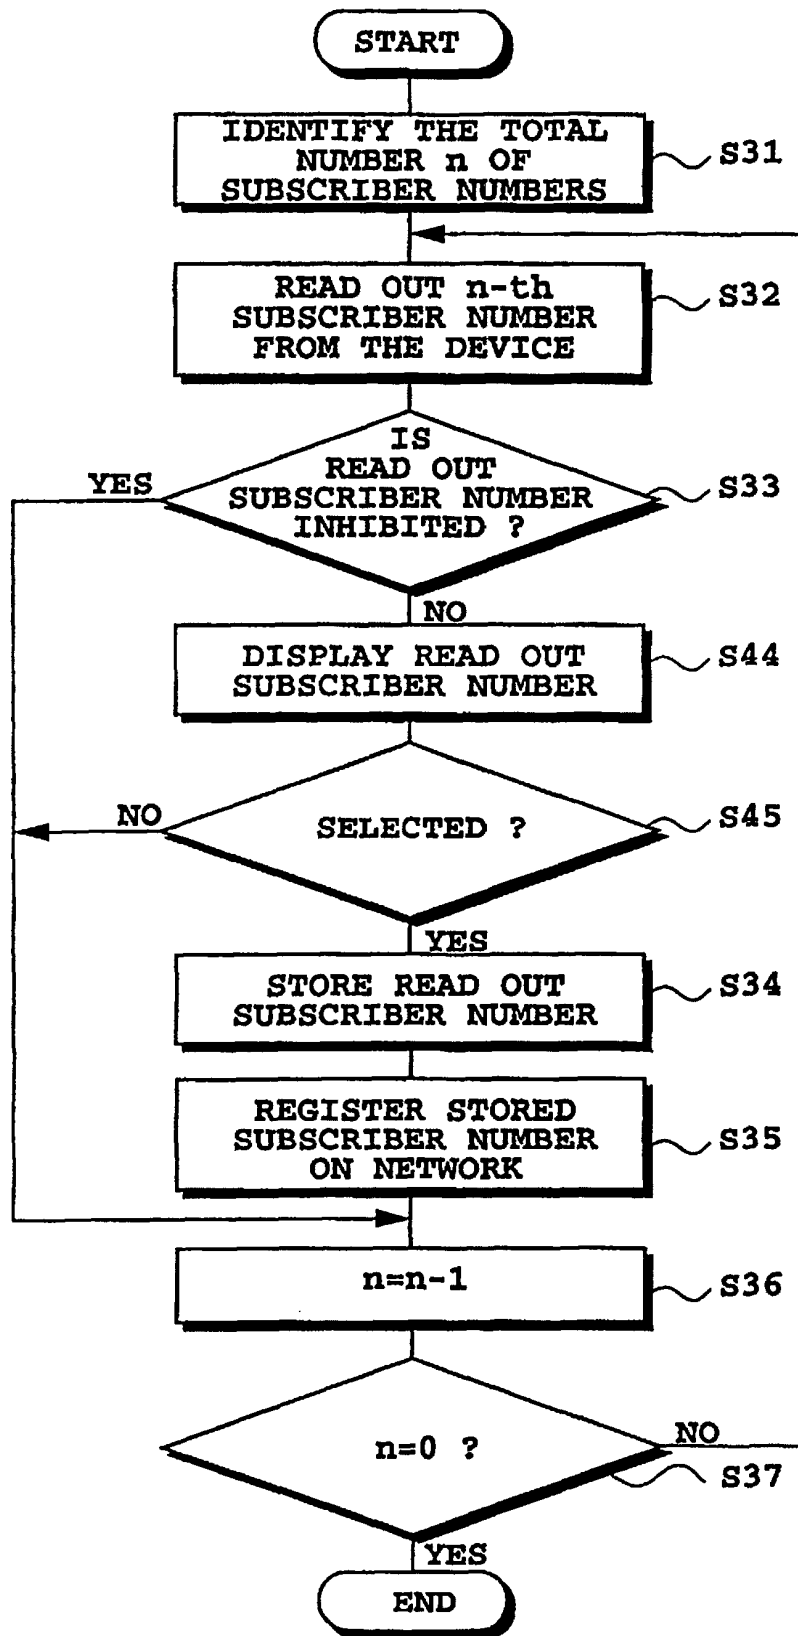 START
IDENTIFY THE TOTAL
NUMBER n OF
SUBSCRIBER NUMBERS
S31
READ OUT n-th
SUBSCRIBER NUMBER
FROM THE DEVICE
S32
IS
READ OUT
SUBSCRIBER NUMBER
INHIBITED ?
YES
S33
NO
DISPLAY READ OUT
SUBSCRIBER NUMBER
S44
NO
SELECTED ?
S45
YES
STORE READ OUT
SUBSCRIBER NUMBER
S34
REGISTER STORED
SUBSCRIBER NUMBER
ON NETWORK
S35
n=n-1
S36
n=0 ?
NO
S37
YES
END